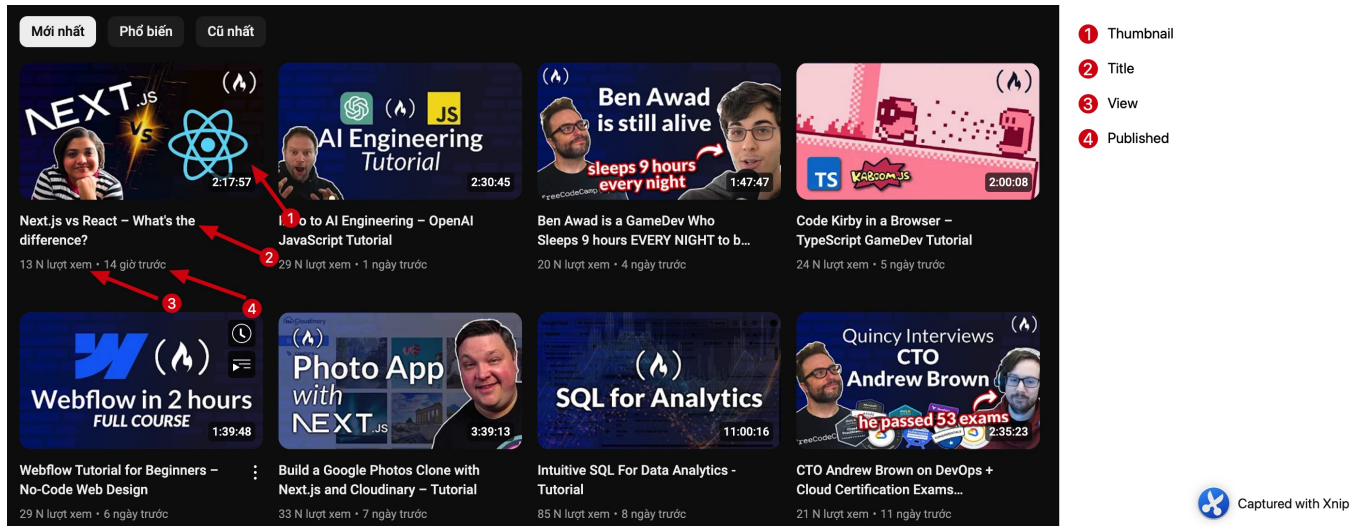 Mới nhất
Phổ biến
Cũ nhất
1 Thumbnail
2 Title
3 View
4 Published
NEXT.JS
VS
2:17:57
JS
AI Engineering
Tutorial
2:30:45
Ben Awad
is still alive
sleeps 9 hours
every night
freeCodeCamp
1:47:47
TS
KABOOM.JS
2:00:08
Next.js vs React – What's the
difference?
13 N lượt xem • 14 giờ trước
1
to AI Engineering – OpenAI
JavaScript Tutorial
29 N lượt xem • 1 ngày trước
Ben Awad is a GameDev Who
Sleeps 9 hours EVERY NIGHT to b...
20 N lượt xem • 4 ngày trước
Code Kirby in a Browser –
TypeScript GameDev Tutorial
24 N lượt xem • 5 ngày trước
2
3
4
Webflow in 2 hours
FULL COURSE
1:39:48
Cloudinary
Photo App
with
NEXT.JS
3:39:13
SQL for Analytics
11:00:16
Quincy Interviews
CTO
Andrew Brown
he passed 53 exams
freeCodeC
2:35:23
Webflow Tutorial for Beginners –
No-Code Web Design
29 N lượt xem • 6 ngày trước
Build a Google Photos Clone with
Next.js and Cloudinary – Tutorial
33 N lượt xem • 7 ngày trước
Intuitive SQL For Data Analytics -
Tutorial
85 N lượt xem • 8 ngày trước
CTO Andrew Brown on DevOps +
Cloud Certification Exams...
21 N lượt xem • 11 ngày trước
Captured with Xnip